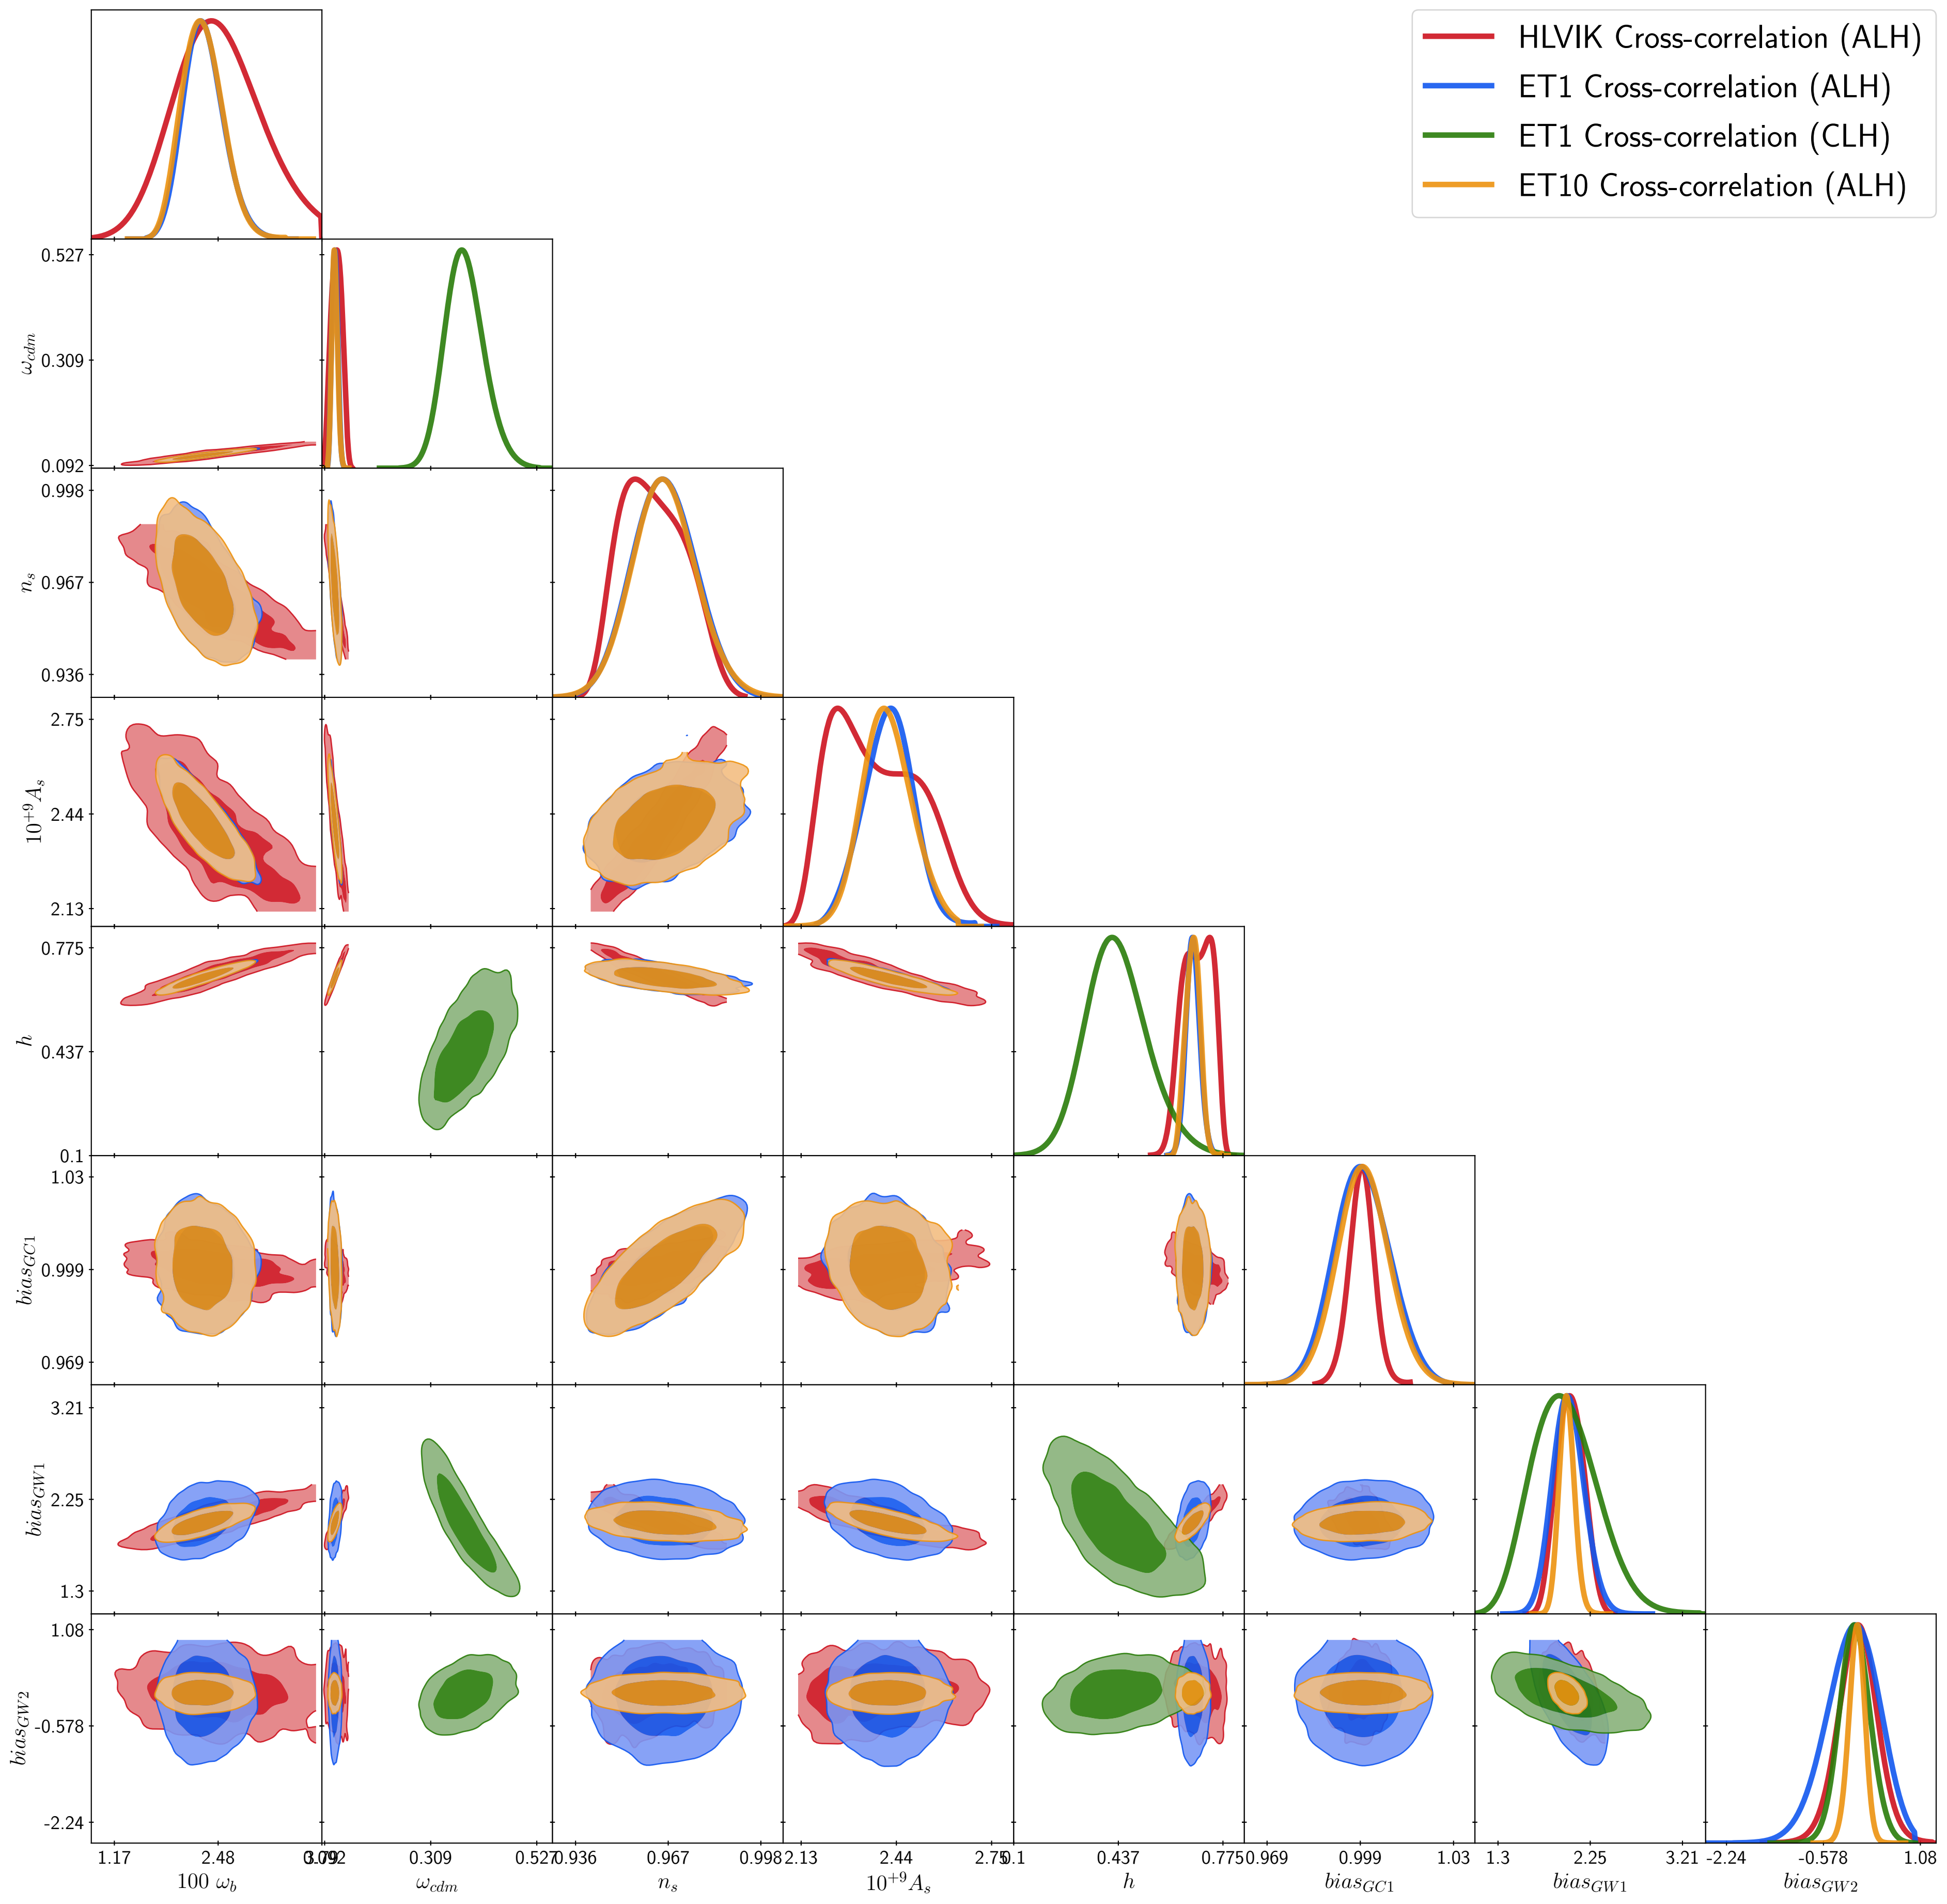 HLVIK Cross-correlation (ALH)
ET1 Cross-correlation (ALH)
ET1 Cross-correlation (CLH)
ET10 Cross-correlation (ALH)
0.527
0.309
0.092
ω_cdm
0.998
0.967
0.936
n_s
2.75
2.44
2.13
10^{+9}A_s
0.775
0.437
0.1
h
1.03
0.999
0.969
bias_GC1
3.21
2.25
1.3
bias_GW1
1.08
-0.578
-2.24
bias_GW2
1.17 2.48 0.092 0.309 0.527 0.936 0.967 0.998 2.13 2.44 2.75 0.1 0.437 0.775 0.969 0.999 1.03 1.3 2.25 3.21 -2.24 -0.578 1.08
100 ω_b ω_cdm n_s 10^{+9}A_s h bias_GC1 bias_GW1 bias_GW2